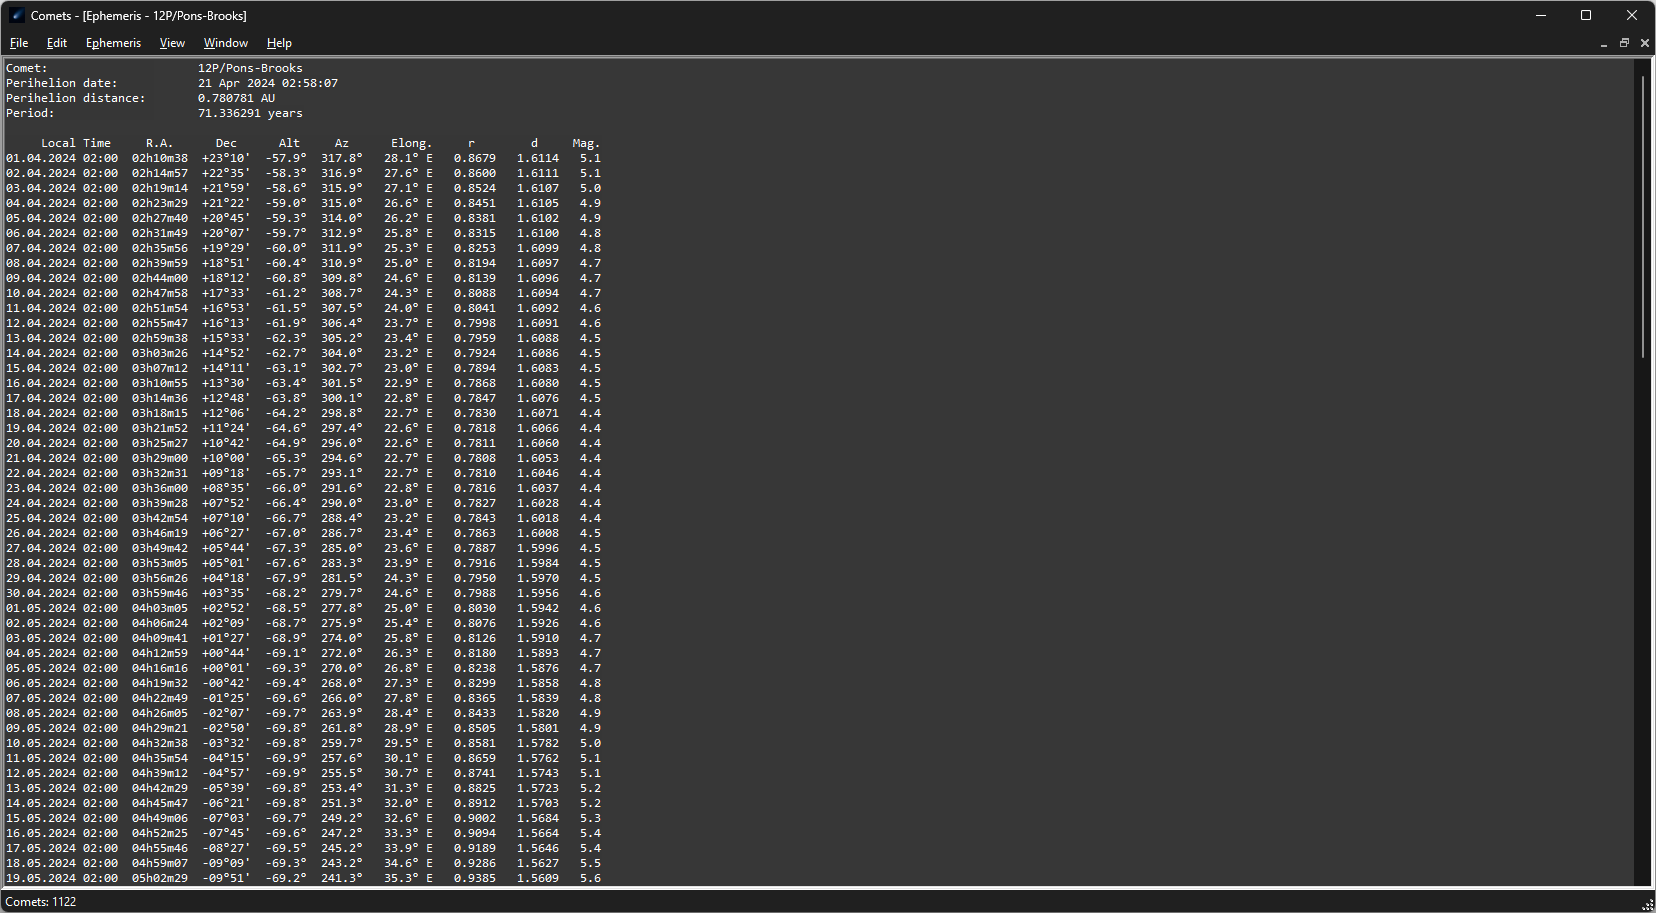 Comets - [Ephemeris - 12P/Pons-Brooks]
File Edit Ephemeris View Window Help
Comet: 12P/Pons-Brooks
Perihelion date: 21 Apr 2024 02:58:07
Perihelion distance: 0.780781 AU
Period: 71.336291 years
Local Time R.A. Dec Alt Az Elong. r d Mag.
01.04.2024 02:00 02h10m38 +23°10' -57.9° 317.8° 28.1° E 0.8679 1.6114 5.1
02.04.2024 02:00 02h14m57 +22°35' -58.3° 316.9° 27.6° E 0.8600 1.6111 5.1
03.04.2024 02:00 02h19m14 +21°59' -58.6° 315.9° 27.1° E 0.8524 1.6107 5.0
04.04.2024 02:00 02h23m29 +21°22' -59.0° 315.0° 26.6° E 0.8451 1.6105 4.9
05.04.2024 02:00 02h27m40 +20°45' -59.3° 314.0° 26.2° E 0.8381 1.6102 4.9
06.04.2024 02:00 02h31m49 +20°07' -59.7° 312.9° 25.8° E 0.8315 1.6100 4.8
07.04.2024 02:00 02h35m56 +19°29' -60.0° 311.9° 25.3° E 0.8253 1.6099 4.8
08.04.2024 02:00 02h39m59 +18°51' -60.4° 310.9° 25.0° E 0.8194 1.6097 4.7
09.04.2024 02:00 02h44m00 +18°12' -60.8° 309.8° 24.6° E 0.8139 1.6096 4.7
10.04.2024 02:00 02h47m58 +17°33' -61.2° 308.7° 24.3° E 0.8088 1.6094 4.7
11.04.2024 02:00 02h51m54 +16°53' -61.5° 307.5° 24.0° E 0.8041 1.6092 4.6
12.04.2024 02:00 02h55m47 +16°13' -61.9° 306.4° 23.7° E 0.7998 1.6091 4.6
13.04.2024 02:00 02h59m38 +15°33' -62.3° 305.2° 23.4° E 0.7959 1.6088 4.5
14.04.2024 02:00 03h03m26 +14°52' -62.7° 304.0° 23.2° E 0.7924 1.6086 4.5
15.04.2024 02:00 03h07m12 +14°11' -63.1° 302.7° 23.0° E 0.7894 1.6083 4.5
16.04.2024 02:00 03h10m55 +13°30' -63.4° 301.5° 22.9° E 0.7868 1.6080 4.5
17.04.2024 02:00 03h14m36 +12°48' -63.8° 300.1° 22.8° E 0.7847 1.6076 4.5
18.04.2024 02:00 03h18m15 +12°06' -64.2° 298.8° 22.7° E 0.7830 1.6071 4.4
19.04.2024 02:00 03h21m52 +11°24' -64.6° 297.4° 22.6° E 0.7818 1.6066 4.4
20.04.2024 02:00 03h25m27 +10°42' -64.9° 296.0° 22.6° E 0.7811 1.6060 4.4
21.04.2024 02:00 03h29m00 +10°00' -65.3° 294.6° 22.7° E 0.7808 1.6053 4.4
22.04.2024 02:00 03h32m31 +09°18' -65.7° 293.1° 22.7° E 0.7810 1.6046 4.4
23.04.2024 02:00 03h36m00 +08°35' -66.0° 291.6° 22.8° E 0.7816 1.6037 4.4
24.04.2024 02:00 03h39m28 +07°52' -66.4° 290.0° 23.0° E 0.7827 1.6028 4.4
25.04.2024 02:00 03h42m54 +07°10' -66.7° 288.4° 23.2° E 0.7843 1.6018 4.4
26.04.2024 02:00 03h46m19 +06°27' -67.0° 286.7° 23.4° E 0.7863 1.6008 4.5
27.04.2024 02:00 03h49m42 +05°44' -67.3° 285.0° 23.6° E 0.7887 1.5996 4.5
28.04.2024 02:00 03h53m05 +05°01' -67.6° 283.3° 23.9° E 0.7916 1.5984 4.5
29.04.2024 02:00 03h56m26 +04°18' -67.9° 281.5° 24.3° E 0.7950 1.5970 4.5
30.04.2024 02:00 03h59m46 +03°35' -68.2° 279.7° 24.6° E 0.7988 1.5956 4.6
01.05.2024 02:00 04h03m05 +02°52' -68.5° 277.8° 25.0° E 0.8030 1.5942 4.6
02.05.2024 02:00 04h06m24 +02°09' -68.7° 275.9° 25.4° E 0.8076 1.5926 4.6
03.05.2024 02:00 04h09m41 +01°27' -68.9° 274.0° 25.8° E 0.8126 1.5910 4.7
04.05.2024 02:00 04h12m59 +00°44' -69.1° 272.0° 26.3° E 0.8180 1.5893 4.7
05.05.2024 02:00 04h16m16 +00°01' -69.3° 270.0° 26.8° E 0.8238 1.5876 4.7
06.05.2024 02:00 04h19m32 -00°42' -69.4° 268.0° 27.3° E 0.8299 1.5858 4.8
07.05.2024 02:00 04h22m49 -01°25' -69.6° 266.0° 27.8° E 0.8365 1.5839 4.8
08.05.2024 02:00 04h26m05 -02°07' -69.7° 263.9° 28.4° E 0.8433 1.5820 4.9
09.05.2024 02:00 04h29m21 -02°50' -69.8° 261.8° 28.9° E 0.8505 1.5801 4.9
10.05.2024 02:00 04h32m38 -03°32' -69.8° 259.7° 29.5° E 0.8581 1.5782 5.0
11.05.2024 02:00 04h35m54 -04°15' -69.9° 257.6° 30.1° E 0.8659 1.5762 5.1
12.05.2024 02:00 04h39m12 -04°57' -69.9° 255.5° 30.7° E 0.8741 1.5743 5.1
13.05.2024 02:00 04h42m29 -05°39' -69.8° 253.4° 31.3° E 0.8825 1.5723 5.2
14.05.2024 02:00 04h45m47 -06°21' -69.8° 251.3° 32.0° E 0.8912 1.5703 5.2
15.05.2024 02:00 04h49m06 -07°03' -69.7° 249.2° 32.6° E 0.9002 1.5684 5.3
16.05.2024 02:00 04h52m25 -07°45' -69.6° 247.2° 33.3° E 0.9094 1.5664 5.4
17.05.2024 02:00 04h55m46 -08°27' -69.5° 245.2° 33.9° E 0.9189 1.5646 5.4
18.05.2024 02:00 04h59m07 -09°09' -69.3° 243.2° 34.6° E 0.9286 1.5627 5.5
19.05.2024 02:00 05h02m29 -09°51' -69.2° 241.3° 35.3° E 0.9385 1.5609 5.6
Comets: 1122